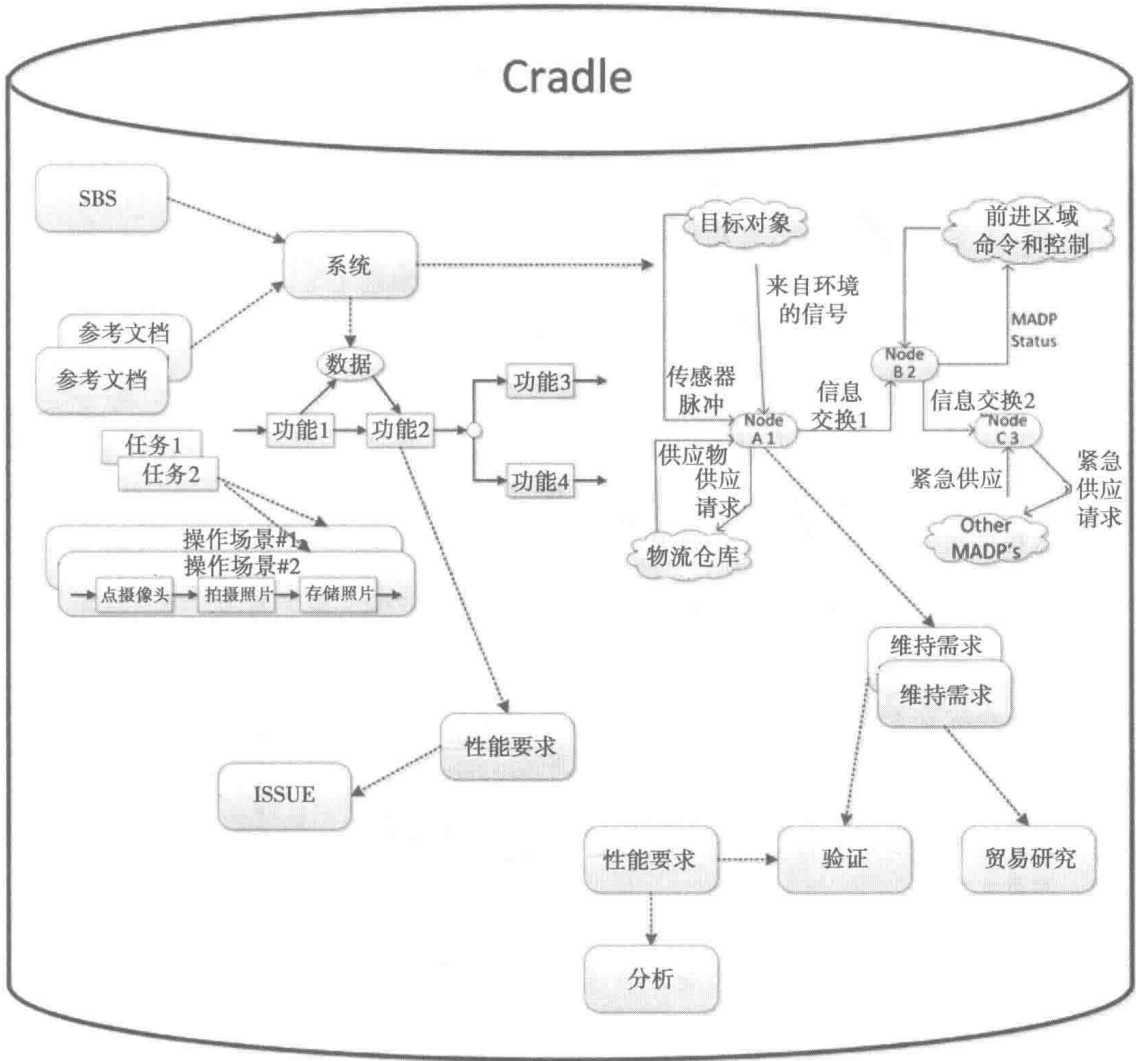 Cradle
SBS
系统
参考文档
参考文档
数据
功能1
功能2
功能3
功能4
任务1
任务2
操作场景#1
操作场景#2
点摄像头
拍摄照片
存储照片
性能要求
ISSUE
目标对象
前进区域
命令和控制
来自环境
的信号
MADP
Status
传感器
脉冲
Node
B 2
信息
交换1
信息交换2
Node
A 1
Node
C 3
供应物
供应
请求
紧急供应
紧急
供应
请求
物流仓库
Other
MADP's
维持需求
维持需求
性能要求
验证
贸易研究
分析